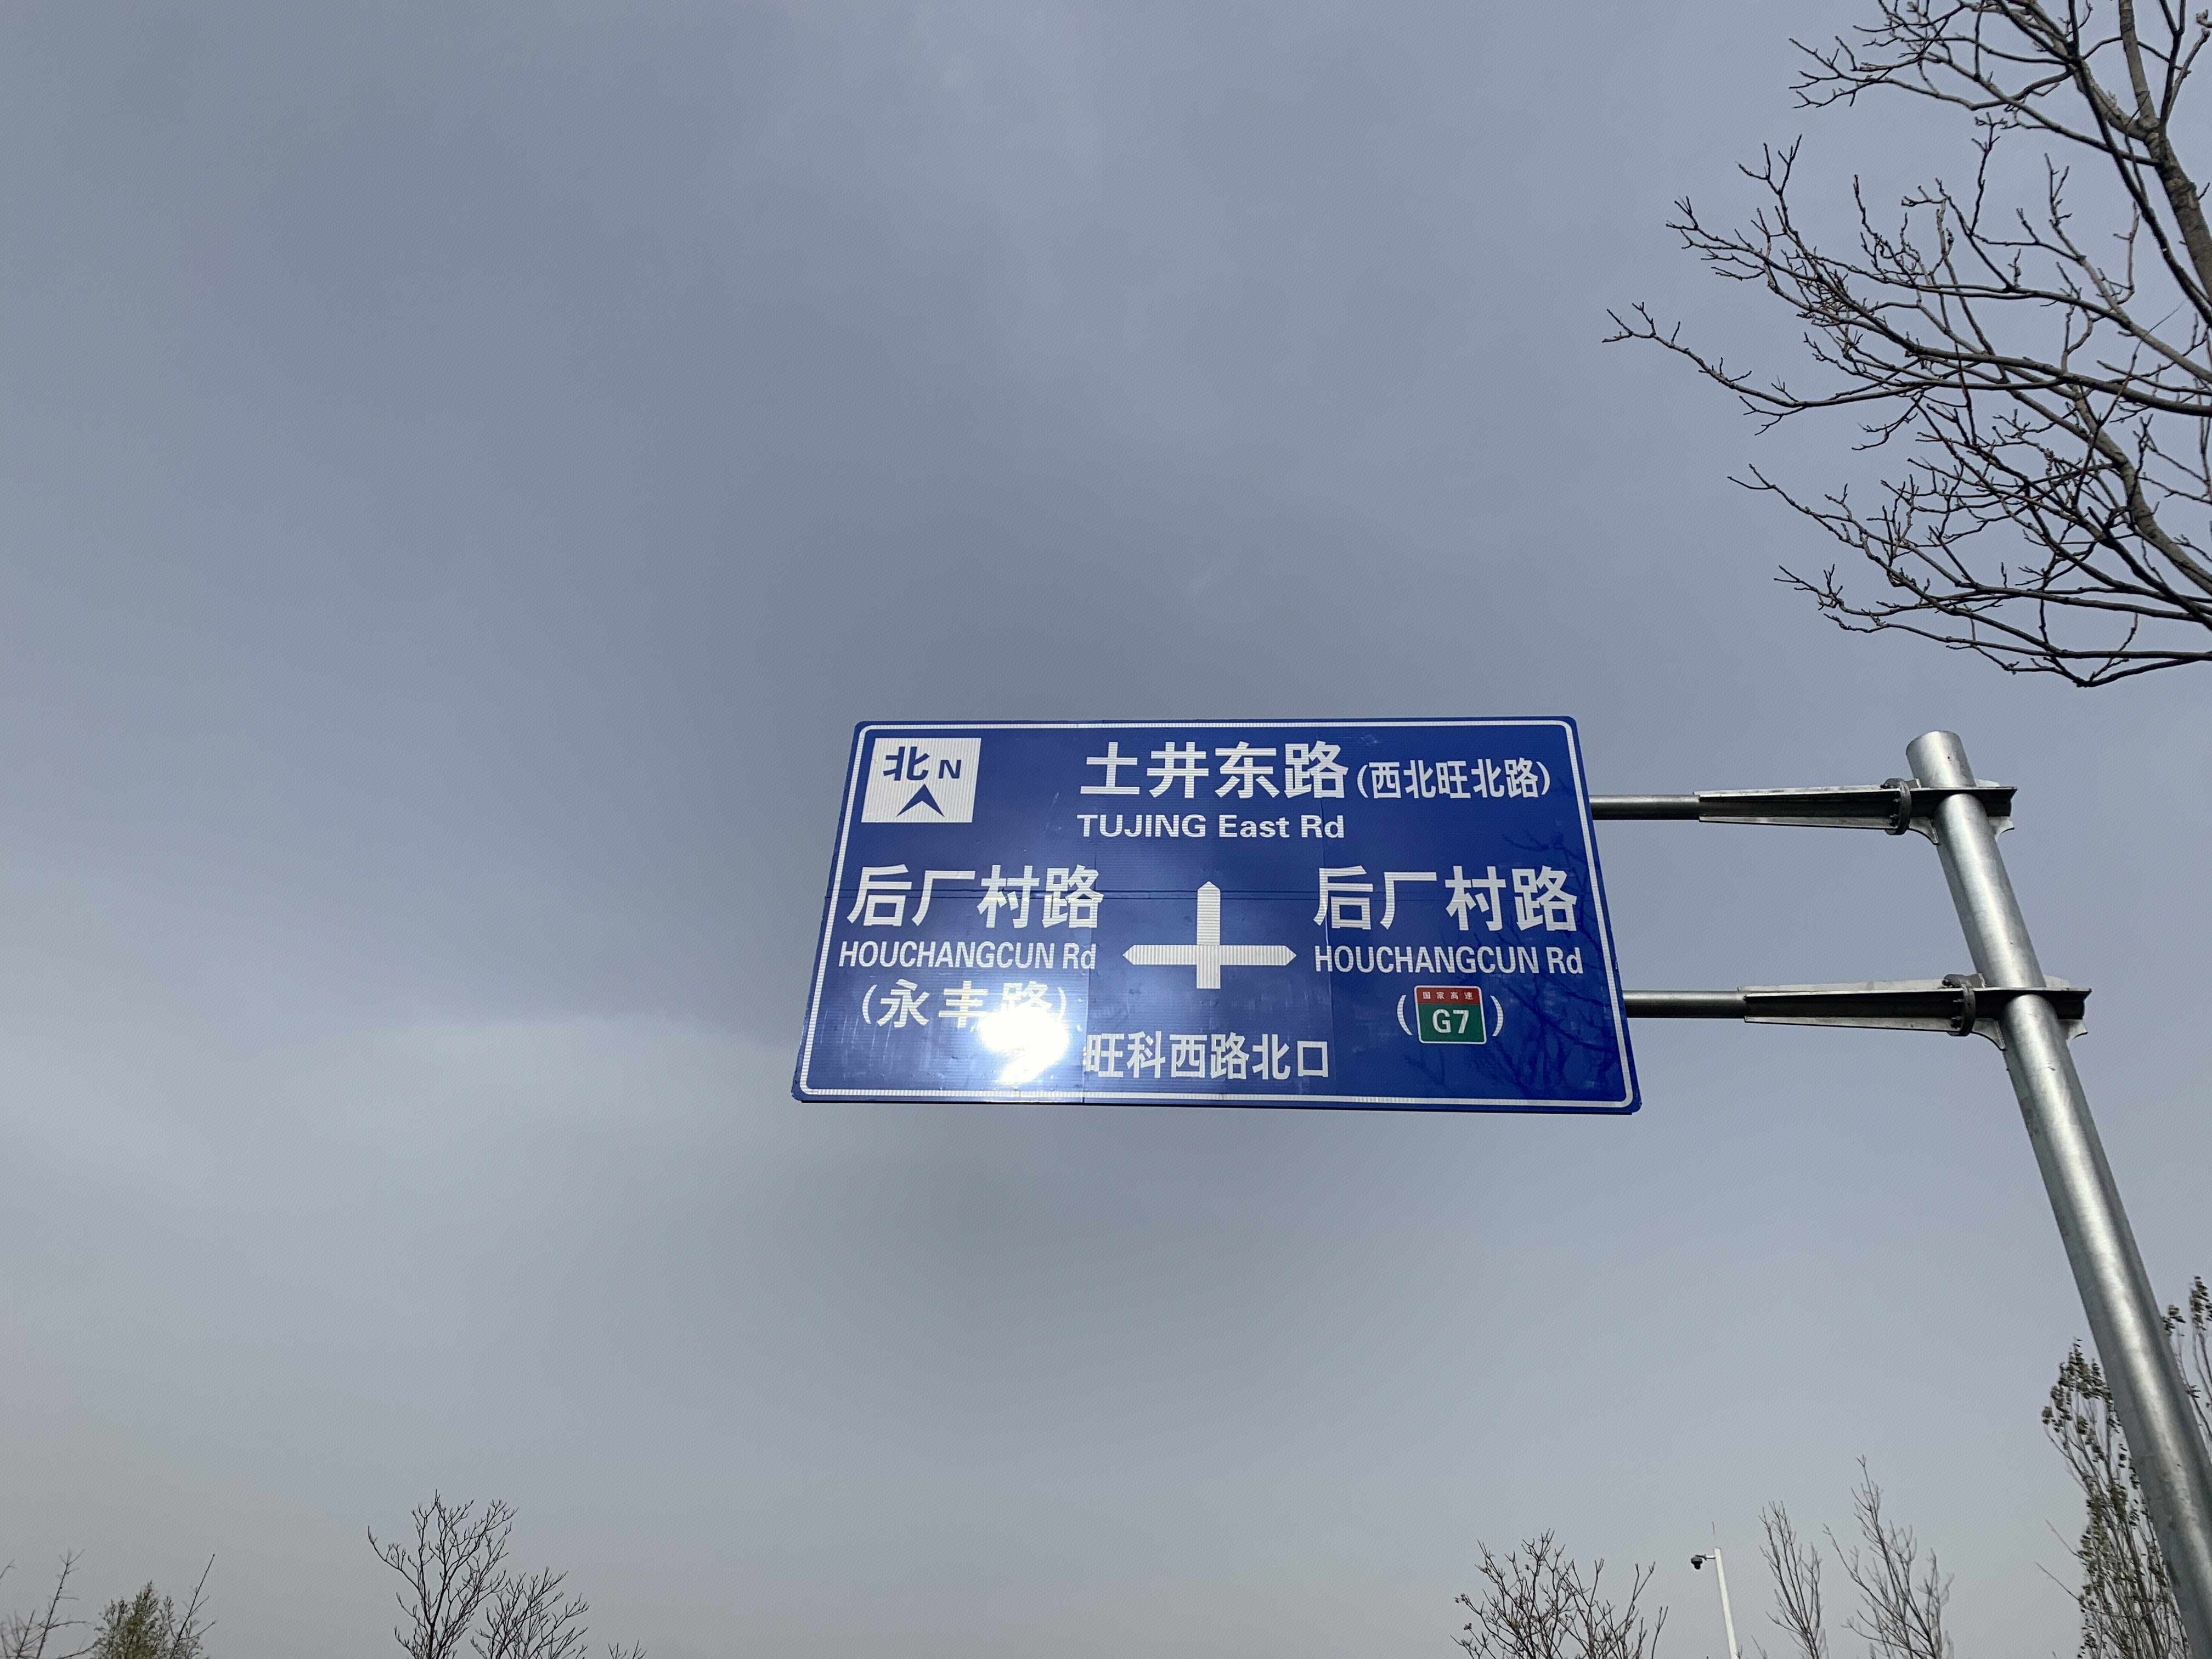 北 N
土井东路(西北旺北路)
TUJING East Rd
后厂村路
HOUCHANGCUN Rd
(永丰路)
后厂村路
HOUCHANGCUN Rd
(国家高速 G7)
旺科西路北口